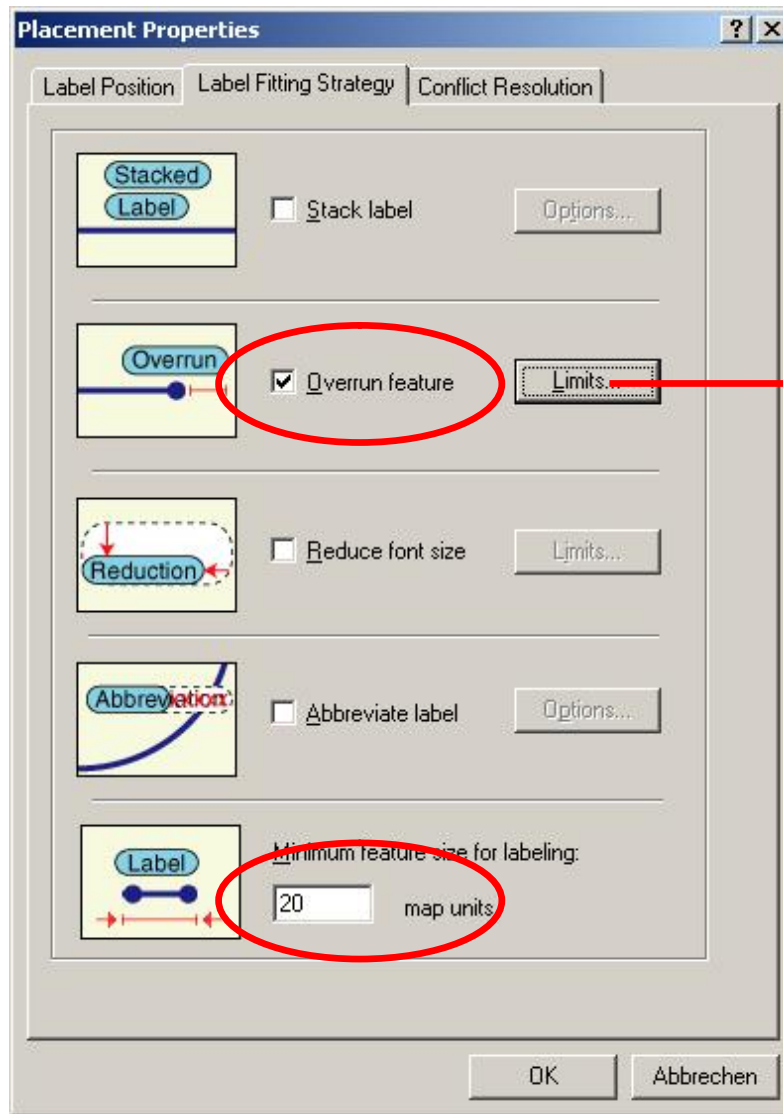 Placement Properties
Label Position Label Fitting Strategy Conflict Resolution
Stacked
Label
Stack label
Options...
Overrun
Overrun feature
Limits...
Reduction
Reduce font size
Limits...
Abbreviation
Abbreviate label
Options...
Label
Minimum feature size for labeling:
20 map units
OK Abbrechen